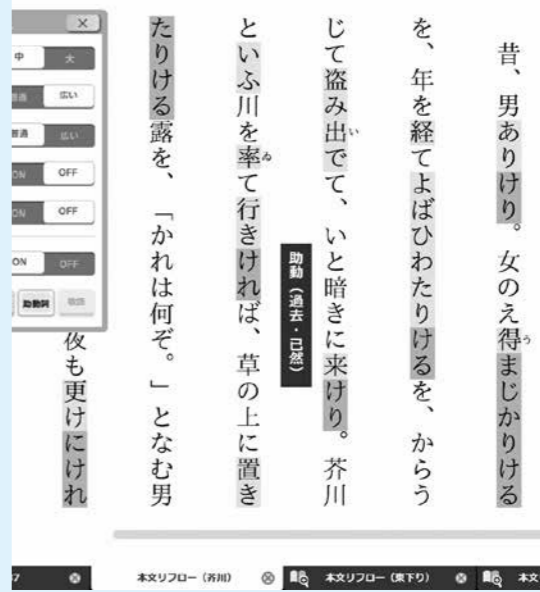 昔、男ありけり。女のえ得う まじかりける
を、年を経てよばひわたりけるを、からう
じて盗み出い でて、いと暗きに来けり。芥川
助動（過去・已然）
といふ川を率ゐ て行きければ、草の上に置き
たりける露を、「かれは何ぞ。」となむ男
夜も更けにけれ
×
中 大
普通 広い
普通 広い
ON OFF
ON OFF
ON OFF
助動詞 敬語
7
本文リフロー（芥川）
本文リフロー（東下り）
本文